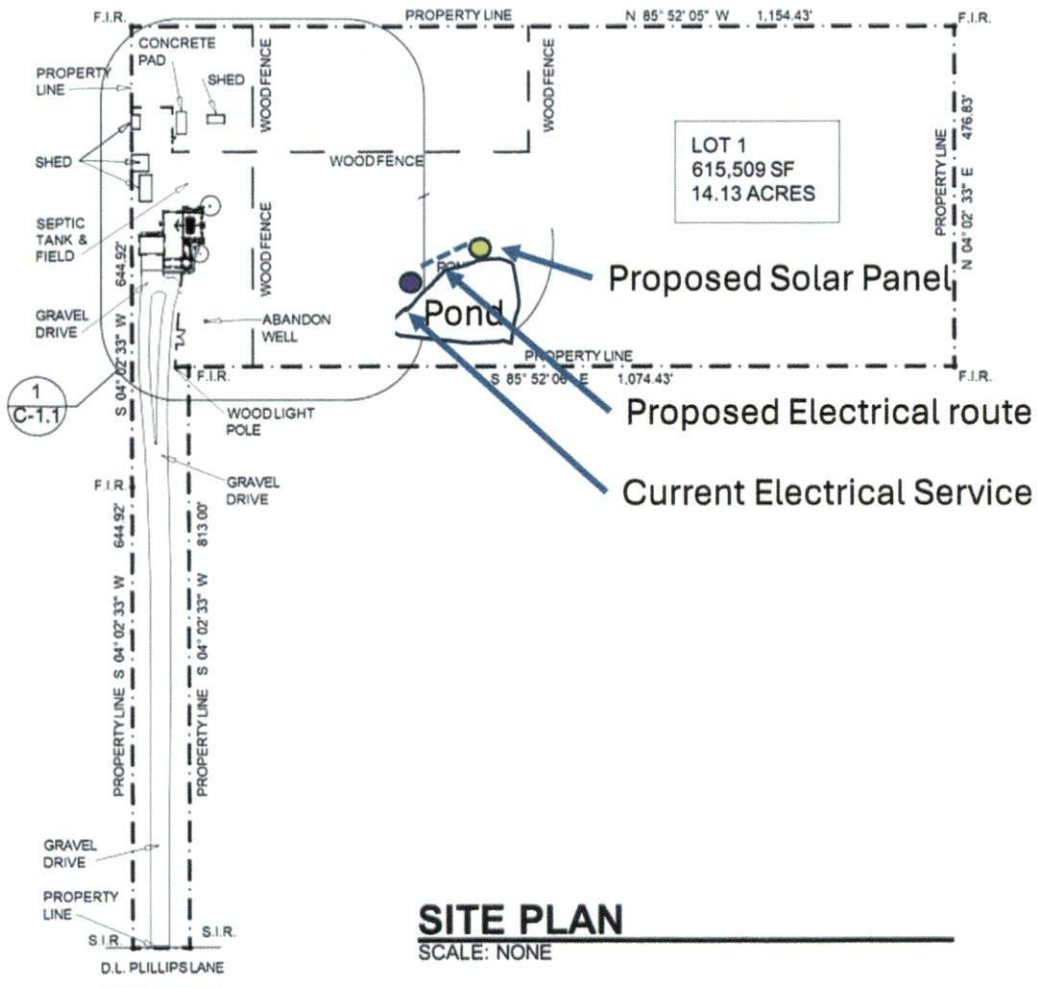 F.I.R.
PROPERTY LINE
N 85° 52' 05" W
1,154.43'
F.I.R.
CONCRETE
PAD
SHED
PROPERTY
LINE
WOOD FENCE
WOOD FENCE
SHED
WOOD FENCE
LOT 1
615,509 SF
14.13 ACRES
PROPERTY LINE
N 04° 02' 33" E
476.83'
SEPTIC
TANK &
FIELD
WOOD FENCE
644.92'
S 04° 02' 33" W
GRAVEL
DRIVE
ABANDON
WELL
Pond
Proposed Solar Panel
PROPERTY LINE
S 85° 52' 06" E
1,074.43'
F.I.R.
F.I.R.
1
C-1.1
WOOD LIGHT
POLE
Proposed Electrical route
GRAVEL
DRIVE
F.I.R.
Current Electrical Service
PROPERTY LINE S 04° 02' 33" W 644.92'
PROPERTY LINE S 04° 02' 33" W 813.00'
GRAVEL
DRIVE
PROPERTY
LINE
S.I.R.
S.I.R.
D.L. PLILLIPS LANE
SITE PLAN
SCALE: NONE